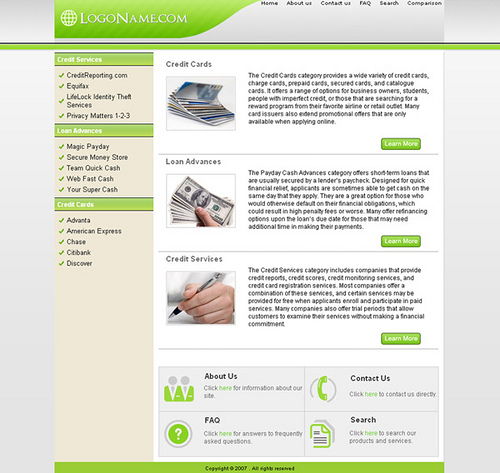 Home About us Contact us FAQ Search Comparison
LOGONAME.COM
Credit Services
CreditReporting.com
Equifax
LifeLock Identity Theft
Services
Privacy Matters 1-2-3
Loan Advances
Magic Payday
Secure Money Store
Team Quick Cash
Web Fast Cash
Your Super Cash
Credit Cards
Advanta
American Express
Chase
Citibank
Discover
Credit Cards
The Credit Cards category provides a wide variety of credit cards,
charge cards, prepaid cards, secured cards, and catalogue
cards. It offers a range of options for business owners, students,
people with imperfect credit, or those that are searching for a
reward program from their favorite airline or retail outlet. Many
card issuers also extend promotional offers that are only
available when applying online.
Learn More
Loan Advances
The Payday Cash Advances category offers short-term loans that
are usually secured by a lender's paycheck. Designed for quick
financial relief, applicants are sometimes able to get cash on the
same day that they apply. They are a great option for those who
would otherwise default on their financial obligations, which
could result in high penalty fees or worse. Many offer refinancing
options upon the loan's due date for those that may need
additional time in making their payments.
Learn More
Credit Services
The Credit Services category includes companies that provide
credit reports, credit scores, credit monitoring services, and
credit card registration services. Most companies offer a
combination of these services, and certain services may be
provided for free when applicants enroll and participate in paid
services. Many companies also offer trial periods that allow
customers to examine their services without making a financial
commitment.
Learn More
About Us
Click here for information about our
site.
Contact Us
Click here to contact us directly.
FAQ
Click here for answers to frequently
asked questions.
Search
Click here to search our
products and services.
Copyright © 2007 . All rights reserved